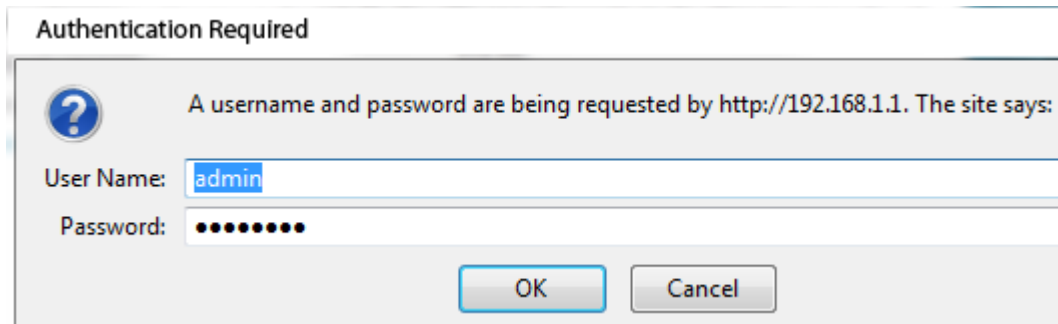 Authentication Required
A username and password are being requested by http://192.168.1.1. The site says:
User Name: admin
Password: ••••••••
OK Cancel